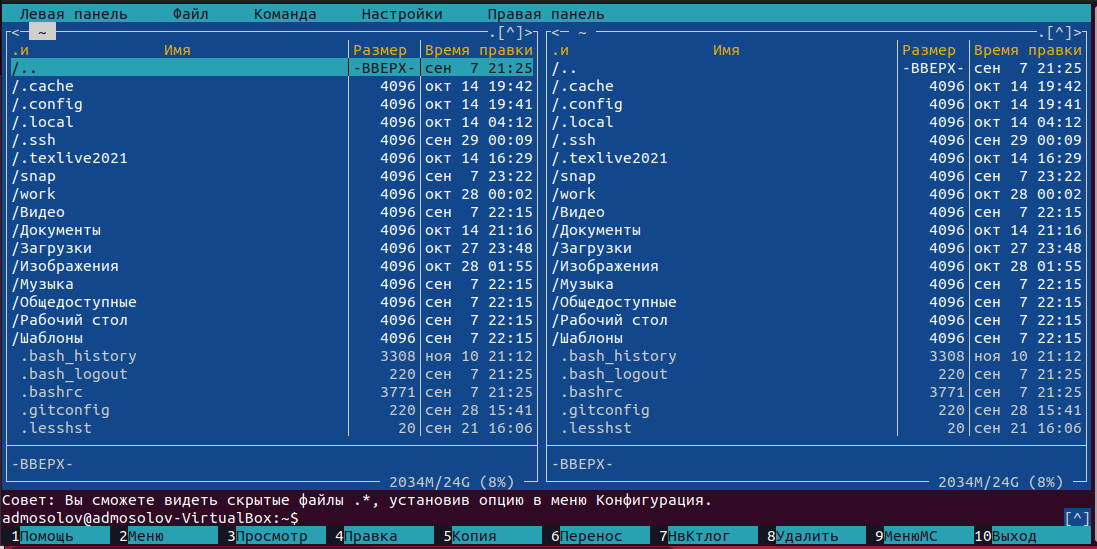 Левая панель Файл Команда Настройки Правая панель
<- ~ .[^]> <- ~ .[^]>
.и Имя Размер Время правки .и Имя Размер Время правки
/.. -ВВЕРХ- сен 7 21:25 /.. -ВВЕРХ- сен 7 21:25
/.cache 4096 окт 14 19:42 /.cache 4096 окт 14 19:42
/.config 4096 окт 14 19:41 /.config 4096 окт 14 19:41
/.local 4096 окт 14 04:12 /.local 4096 окт 14 04:12
/.ssh 4096 сен 29 00:09 /.ssh 4096 сен 29 00:09
/.texlive2021 4096 окт 14 16:29 /.texlive2021 4096 окт 14 16:29
/snap 4096 сен 7 23:22 /snap 4096 сен 7 23:22
/work 4096 окт 28 00:02 /work 4096 окт 28 00:02
/Видео 4096 сен 7 22:15 /Видео 4096 сен 7 22:15
/Документы 4096 окт 14 21:16 /Документы 4096 окт 14 21:16
/Загрузки 4096 окт 27 23:48 /Загрузки 4096 окт 27 23:48
/Изображения 4096 окт 28 01:55 /Изображения 4096 окт 28 01:55
/Музыка 4096 сен 7 22:15 /Музыка 4096 сен 7 22:15
/Общедоступные 4096 сен 7 22:15 /Общедоступные 4096 сен 7 22:15
/Рабочий стол 4096 сен 7 22:15 /Рабочий стол 4096 сен 7 22:15
/Шаблоны 4096 сен 7 22:15 /Шаблоны 4096 сен 7 22:15
.bash_history 3308 ноя 10 21:12 .bash_history 3308 ноя 10 21:12
.bash_logout 220 сен 7 21:25 .bash_logout 220 сен 7 21:25
.bashrc 3771 сен 7 21:25 .bashrc 3771 сен 7 21:25
.gitconfig 220 сен 28 15:41 .gitconfig 220 сен 28 15:41
.lesshst 20 сен 21 16:06 .lesshst 20 сен 21 16:06
-ВВЕРХ- -ВВЕРХ-
2034M/24G (8%) 2034M/24G (8%)
Совет: Вы сможете видеть скрытые файлы .*, установив опцию в меню Конфигурация.
admosolov@admosolov-VirtualBox:~$ [^]
1Помощь 2Меню 3Просмотр 4Правка 5Копия 6Перенос 7НвКтлог 8Удалить 9МенюМС 10Выход